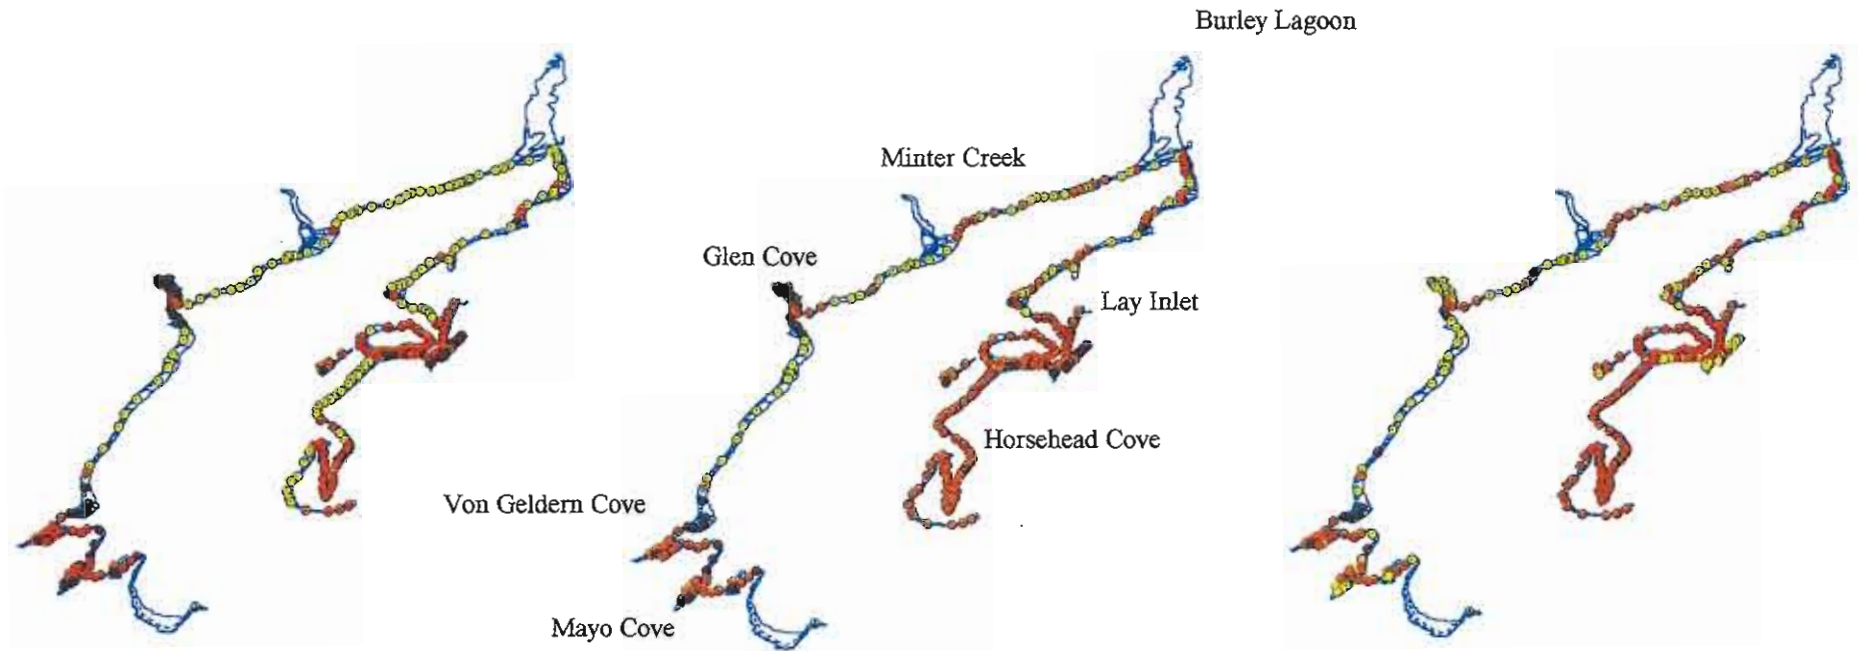 Burley Lagoon
Minter Creek
Glen Cove
Lay Inlet
Horsehead Cove
Von Geldern Cove
Mayo Cove